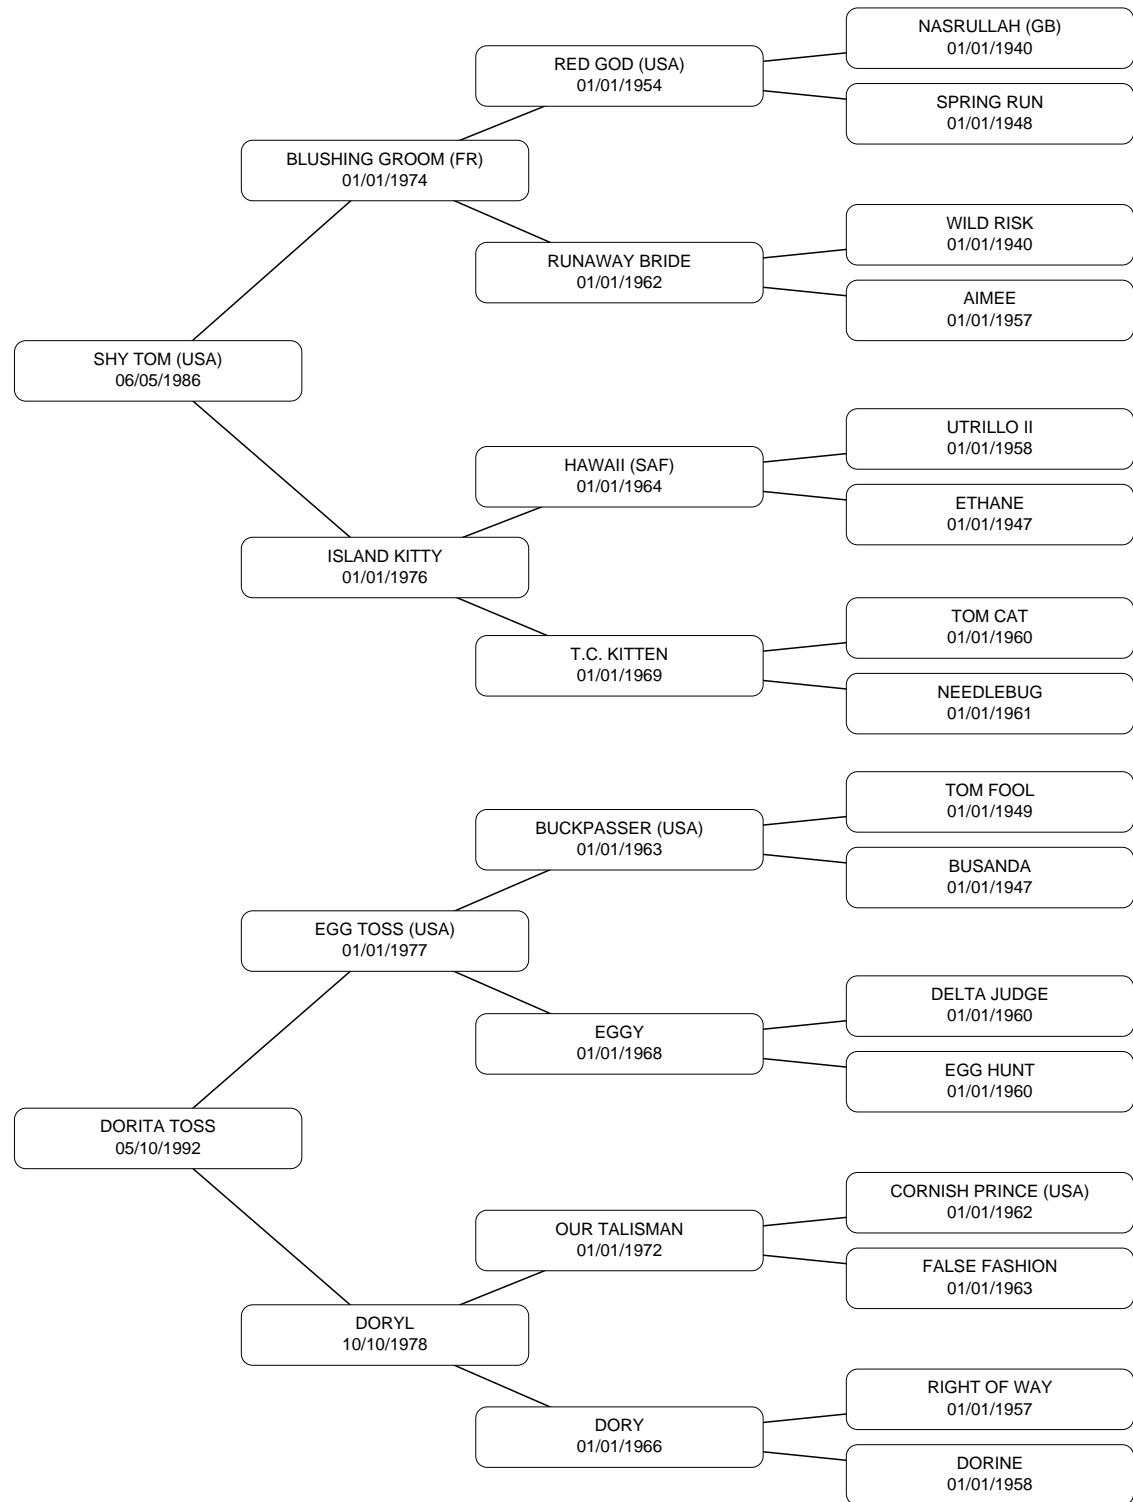 NASRULLAH (GB)
01/01/1940
RED GOD (USA)
01/01/1954
SPRING RUN
01/01/1948
BLUSHING GROOM (FR)
01/01/1974
WILD RISK
01/01/1940
RUNAWAY BRIDE
01/01/1962
AIMEE
01/01/1957
SHY TOM (USA)
06/05/1986
UTRILLO II
01/01/1958
HAWAII (SAF)
01/01/1964
ETHANE
01/01/1947
ISLAND KITTY
01/01/1976
TOM CAT
01/01/1960
T.C. KITTEN
01/01/1969
NEEDLEBUG
01/01/1961
TOM FOOL
01/01/1949
BUCKPASSER (USA)
01/01/1963
BUSANDA
01/01/1947
EGG TOSS (USA)
01/01/1977
DELTA JUDGE
01/01/1960
EGGY
01/01/1968
EGG HUNT
01/01/1960
DORITA TOSS
05/10/1992
CORNISH PRINCE (USA)
01/01/1962
OUR TALISMAN
01/01/1972
FALSE FASHION
01/01/1963
DORYL
10/10/1978
RIGHT OF WAY
01/01/1957
DORY
01/01/1966
DORINE
01/01/1958